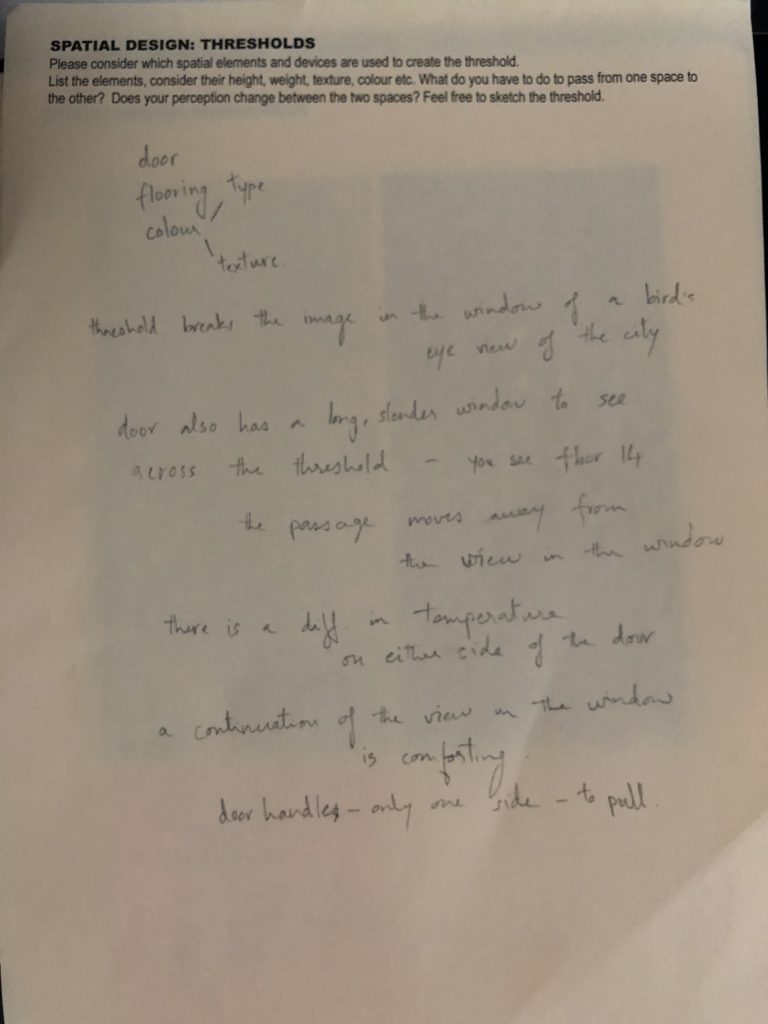 SPATIAL DESIGN: THRESHOLDS
Please consider which spatial elements and devices are used to create the threshold.
List the elements, consider their height, weight, texture, colour etc. What do you have to do to pass from one space to
the other? Does your perception change between the two spaces? Feel free to sketch the threshold.
door
flooring type
colour
texture.
threshold breaks the image in the window of a bird's
eye view of the city
door also has a long, slender window to see
across the threshold - you see floor 14
the passage moves away from
the view in the window
there is a diff. in temperature
on either side of the door
a continuation of the view in the window
is comforting.
door handles - only one side - to pull.